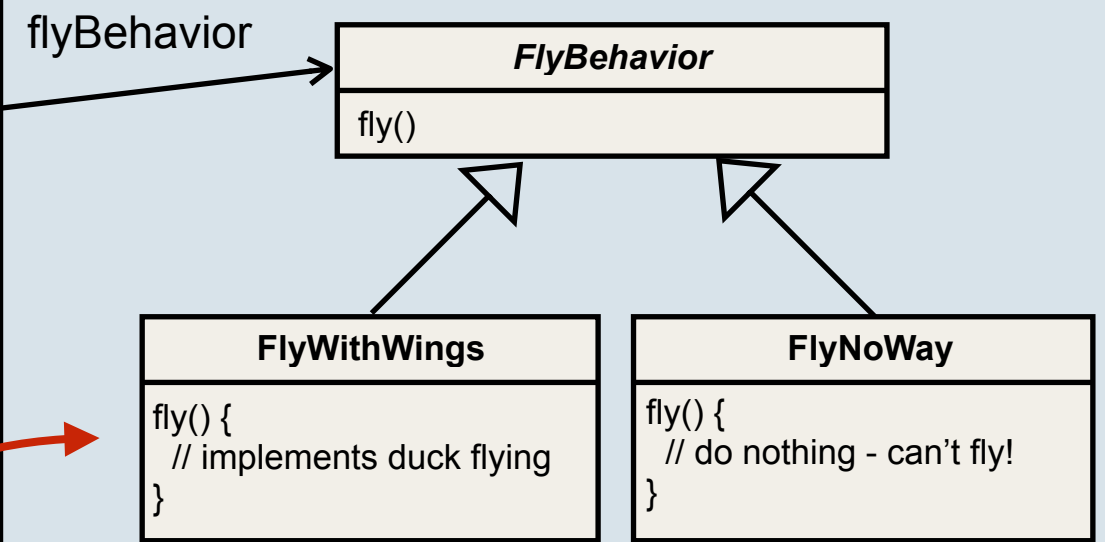 flyBehavior
FlyBehavior
fly()
FlyWithWings
fly() {
// implements duck flying
}
FlyNoWay
fly() {
// do nothing - can’t fly!
}